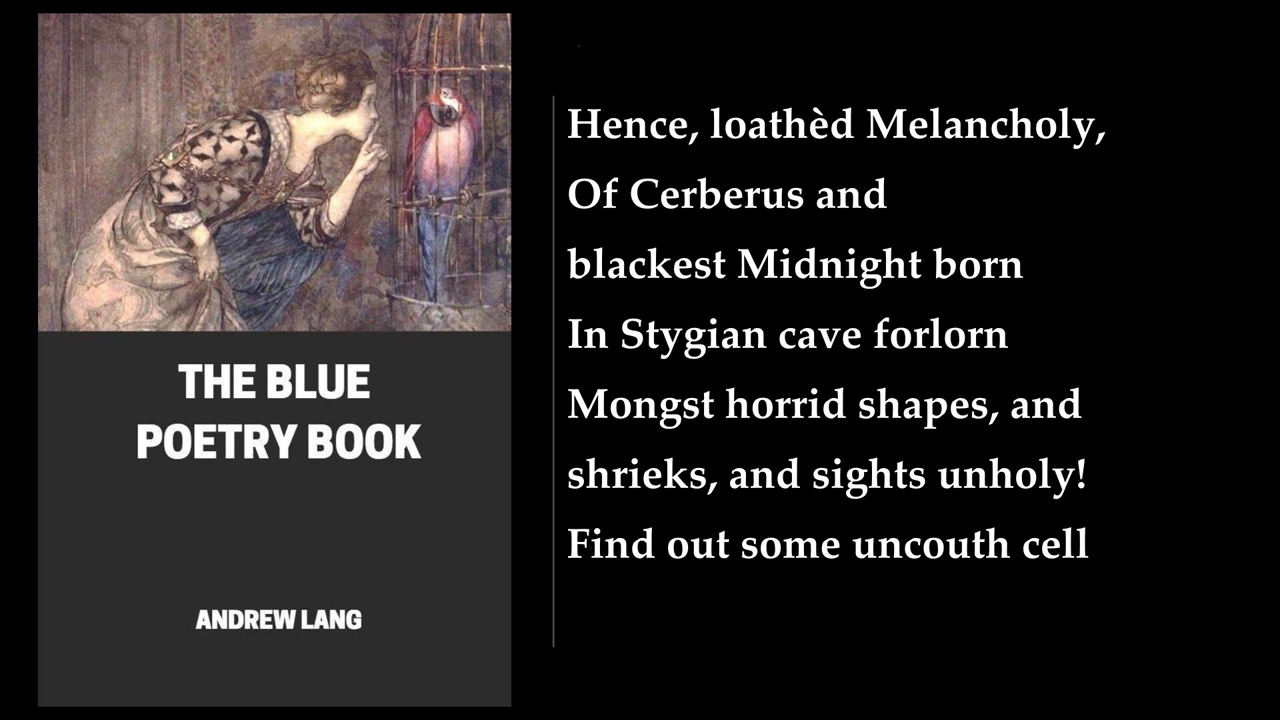 THE BLUE
POETRY BOOK
ANDREW LANG
Hence, loathèd Melancholy,
Of Cerberus and
blackest Midnight born
In Stygian cave forlorn
Mongst horrid shapes, and
shrieks, and sights unholy!
Find out some uncouth cell